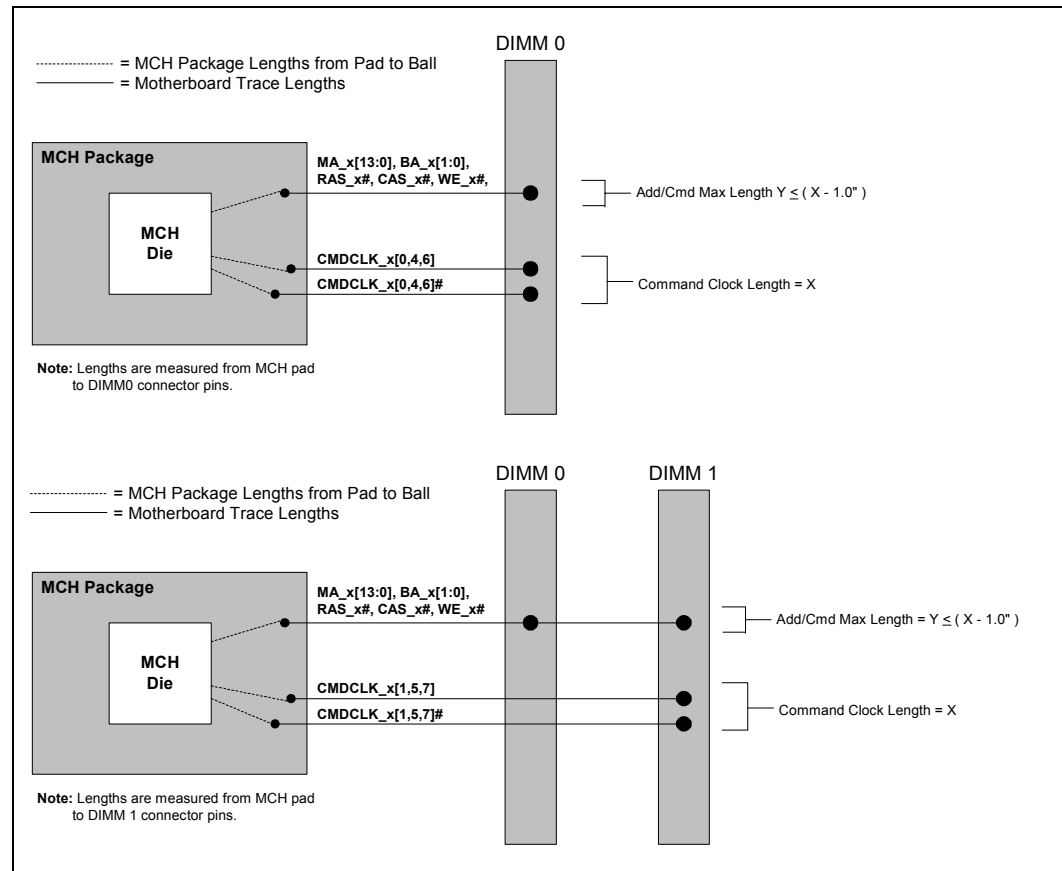 DIMM 0
= MCH Package Lengths from Pad to Ball
= Motherboard Trace Lengths
MCH Package
MA_x[13:0], BA_x[1:0],
RAS_x#, CAS_x#, WE_x#,
Add/Cmd Max Length Y ≤ ( X - 1.0" )
MCH
Die
CMDCLK_x[0,4,6]
CMDCLK_x[0,4,6]#
Command Clock Length = X
Note: Lengths are measured from MCH pad
to DIMM0 connector pins.
DIMM 0
DIMM 1
= MCH Package Lengths from Pad to Ball
= Motherboard Trace Lengths
MCH Package
MA_x[13:0], BA_x[1:0],
RAS_x#, CAS_x#, WE_x#
Add/Cmd Max Length = Y ≤ ( X - 1.0" )
MCH
Die
CMDCLK_x[1,5,7]
CMDCLK_x[1,5,7]#
Command Clock Length = X
Note: Lengths are measured from MCH pad
to DIMM 1 connector pins.